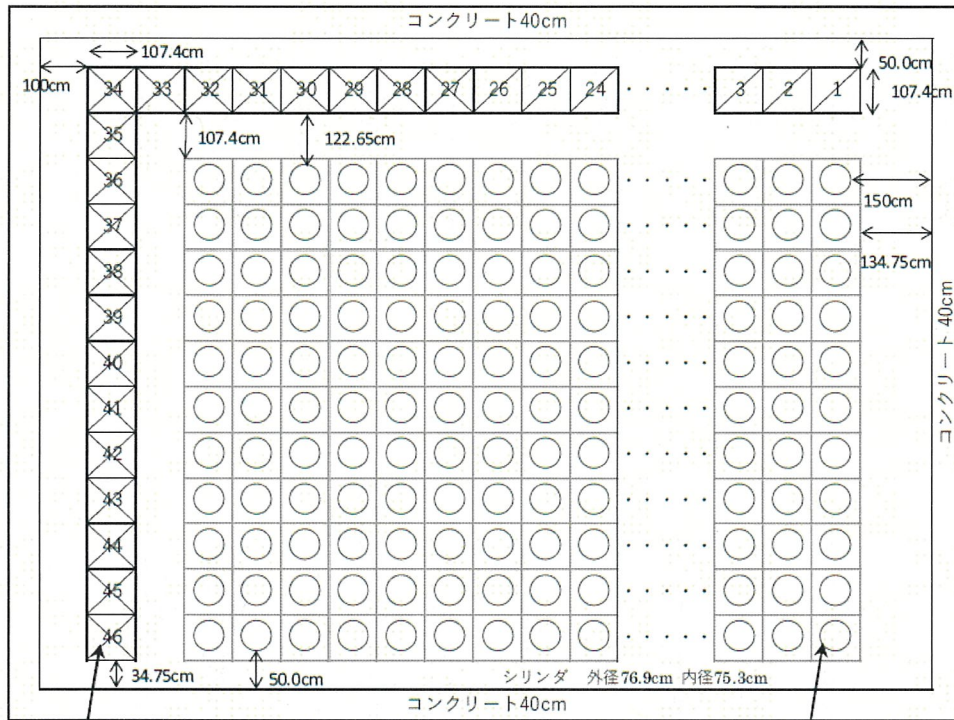 コンクリート40cm
107.4cm
100cm
50.0cm
34 33 32 31 30 29 28 27 26 25 24 ・・・・・ 3 2 1
107.4cm
35
107.4cm
122.65cm
36
150cm
37
134.75cm
38
39
コンクリート 40cm
40
41
42
43
44
45
46
34.75cm
50.0cm
シリンダ 外径76.9cm 内径75.3cm
コンクリート40cm